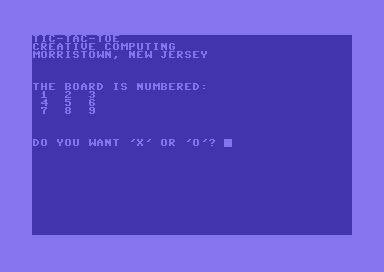 TIC-TAC-TOE
CREATIVE COMPUTING
MORRISTOWN, NEW JERSEY
THE BOARD IS NUMBERED:
1 2 3
4 5 6
7 8 9
DO YOU WANT 'X' OR 'O'?